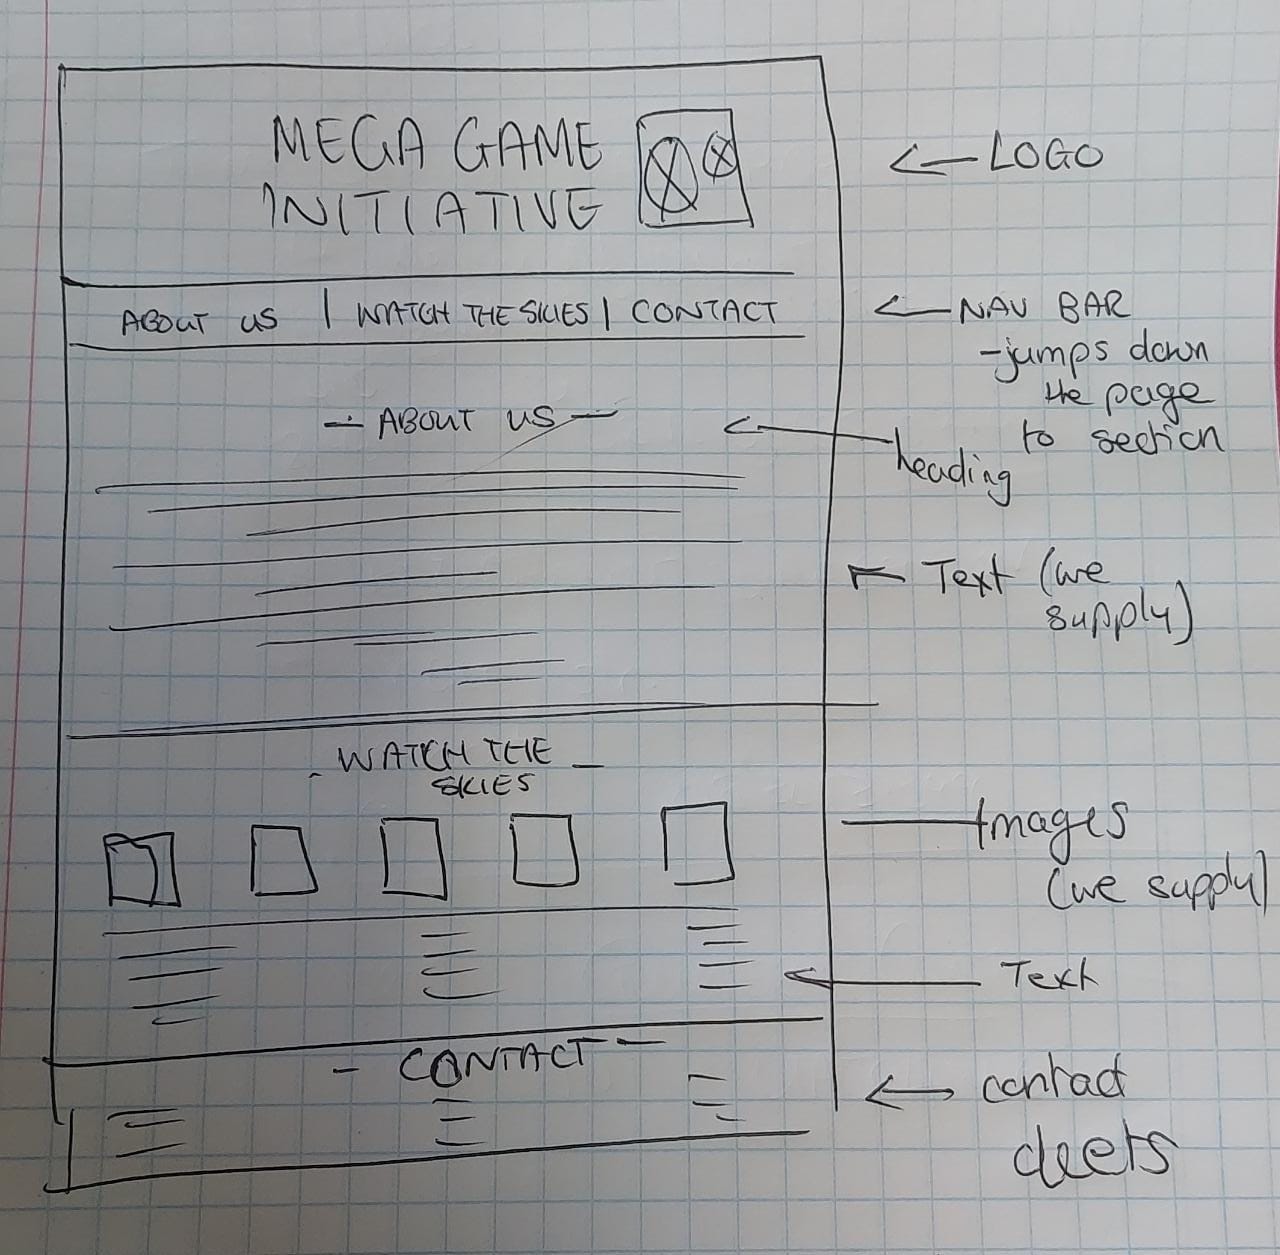 MEGA GAME
INITIATIVE
← LOGO
ABOUT US | WATCH THE SKIES | CONTACT
← NAV BAR
-jumps down
the page
to section
- ABOUT US -
← heading
← Text (we
supply)
- WATCH THE -
SKIES
Images
(we supply)
← Text
- CONTACT -
← contact
deets